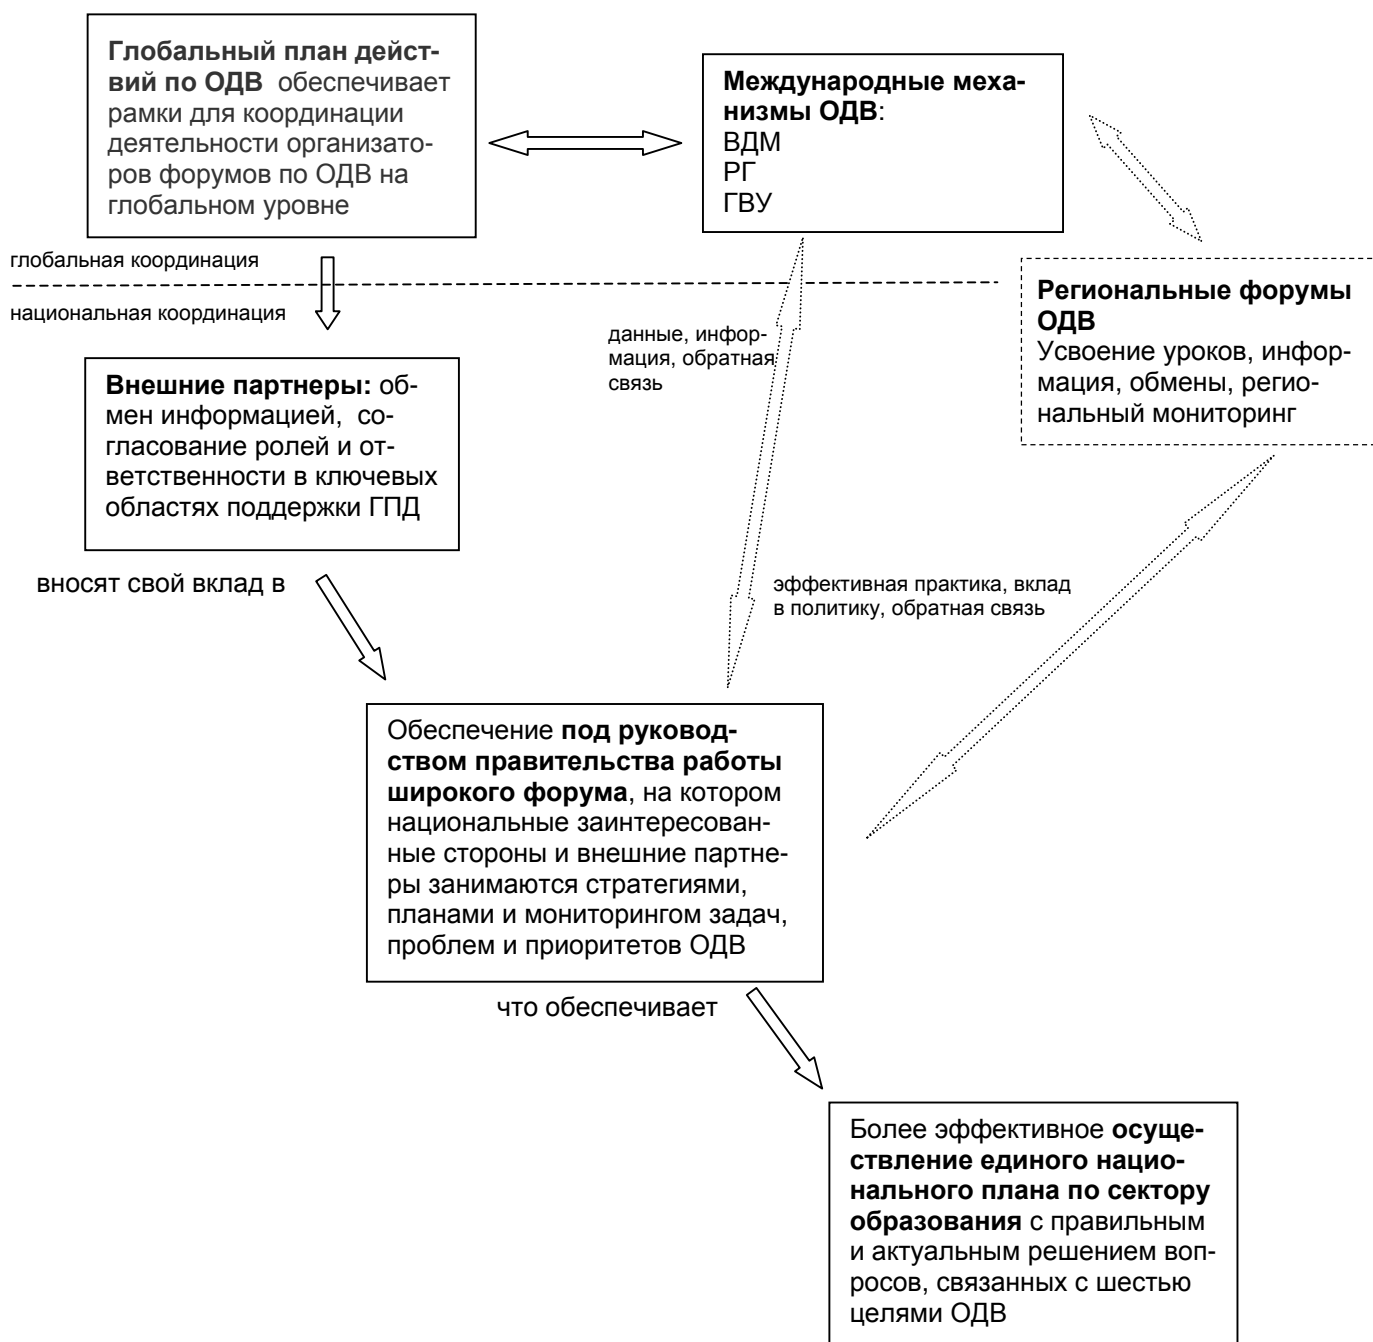 Глобальный план дейст-
вий по ОДВ обеспечивает
рамки для координации
деятельности организато-
ров форумов по ОДВ на
глобальном уровне
Международные меха-
низмы ОДВ:
ВДМ
РГ
ГВУ
глобальная координация
национальная координация
Региональные форумы
ОДВ
Усвоение уроков, инфор-
мация, обмены, регио-
нальный мониторинг
данные, инфор-
мация, обратная
связь
Внешние партнеры: об-
мен информацией, со-
гласование ролей и от-
ветственности в ключевых
областях поддержки ГПД
вносят свой вклад в
эффективная практика, вклад
в политику, обратная связь
Обеспечение под руковод-
ством правительства работы
широкого форума, на котором
национальные заинтересован-
ные стороны и внешние партне-
ры занимаются стратегиями,
планами и мониторингом задач,
проблем и приоритетов ОДВ
что обеспечивает
Более эффективное осуще-
ствление единого нацио-
нального плана по сектору
образования с правильным
и актуальным решением воп-
росов, связанных с шестью
целями ОДВ